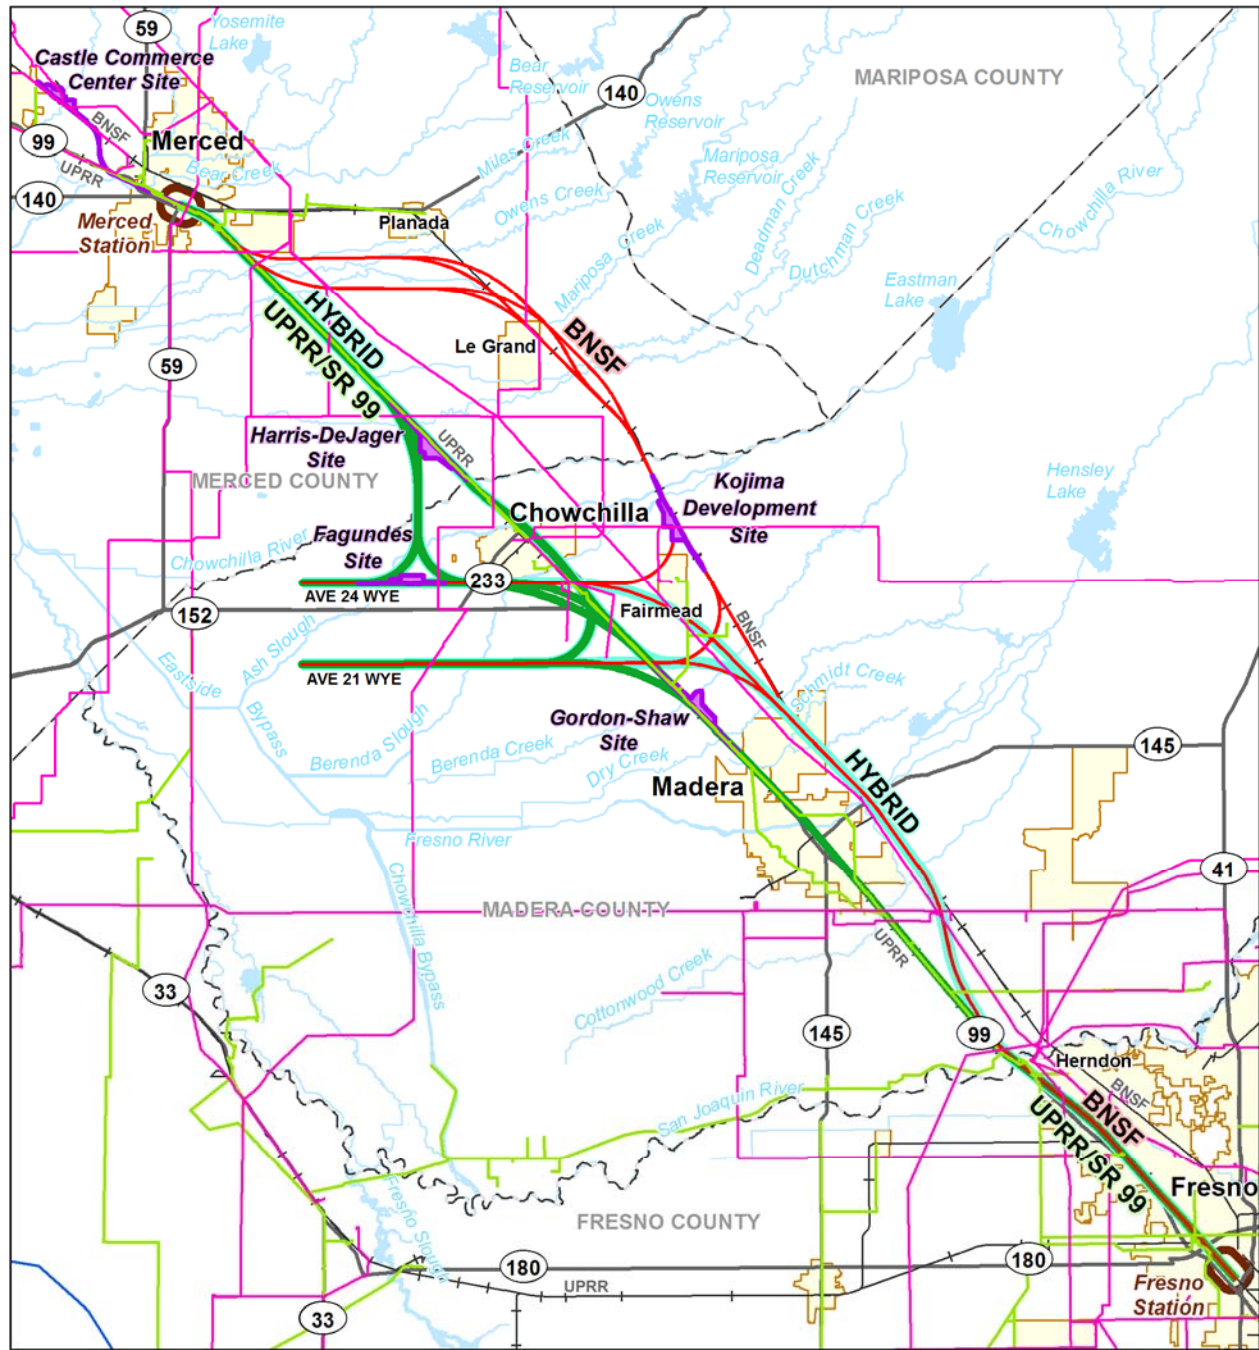 59
Yosemite
Lake
Castle Commerce
Center Site
Bear
Reservoir
MARIPOSA COUNTY
140
Owens
Reservoir
99
BNSF
Merced
Miles Creek
UPRR
Bear Creek
Mariposa
Reservoir
Deadman Creek
Chowchilla River
140
Owens Creek
Dutchman Creek
Merced
Station
Planada
Mariposa Creek
Eastman
Lake
HYBRID
UPRR/SR 99
BNSF
Le Grand
59
Harris-DeJager
Site
UPRR
MERCED COUNTY
Hensley
Lake
Kojima
Development
Site
Chowchilla
Fagundes
Site
Chowchilla River
233
AVE 24 WYE
152
Fairmead
BNSF
Ash Slough
Eastside
Bypass
AVE 21 WYE
Schmidt Creek
Gordon-Shaw
Site
Berenda Slough
Berenda Creek
Dry Creek
145
HYBRID
Madera
Fresno River
41
Chowchilla Bypass
MADERA COUNTY
UPRR
33
Cottonwood Creek
145
99
Herndon
BNSF
San Joaquin River
BNSF
UPRR/SR 99
Fresno
Fresno Slough
FRESNO COUNTY
180
180
UPRR
Fresno
Station
33